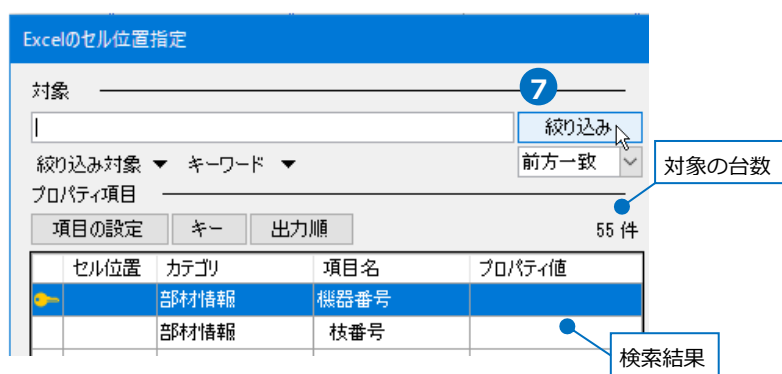 Excelのセル位置指定
対象
7
絞り込み
絞り込み対象 ▼ キーワード ▼
前方一致
対象の台数
プロパティ項目
項目の設定 キー 出力順
55 件
セル位置 カテゴリ 項目名 プロパティ値
部材情報 機器番号
部材情報 枝番号
検索結果